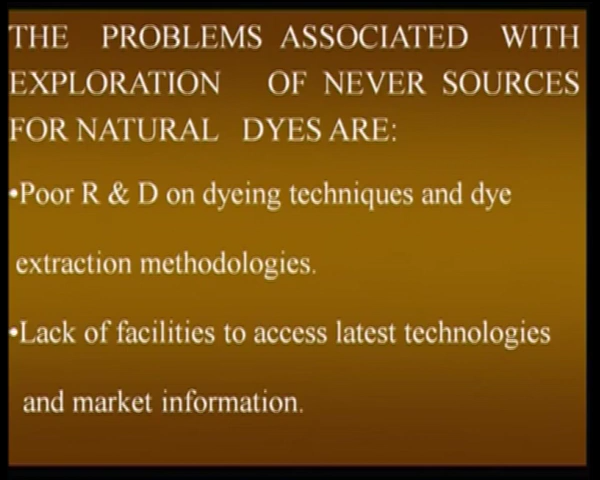 THE PROBLEMS ASSOCIATED WITH
EXPLORATION OF NEVER SOURCES
FOR NATURAL DYES ARE:
•Poor R & D on dyeing techniques and dye
extraction methodologies.
•Lack of facilities to access latest technologies
and market information.